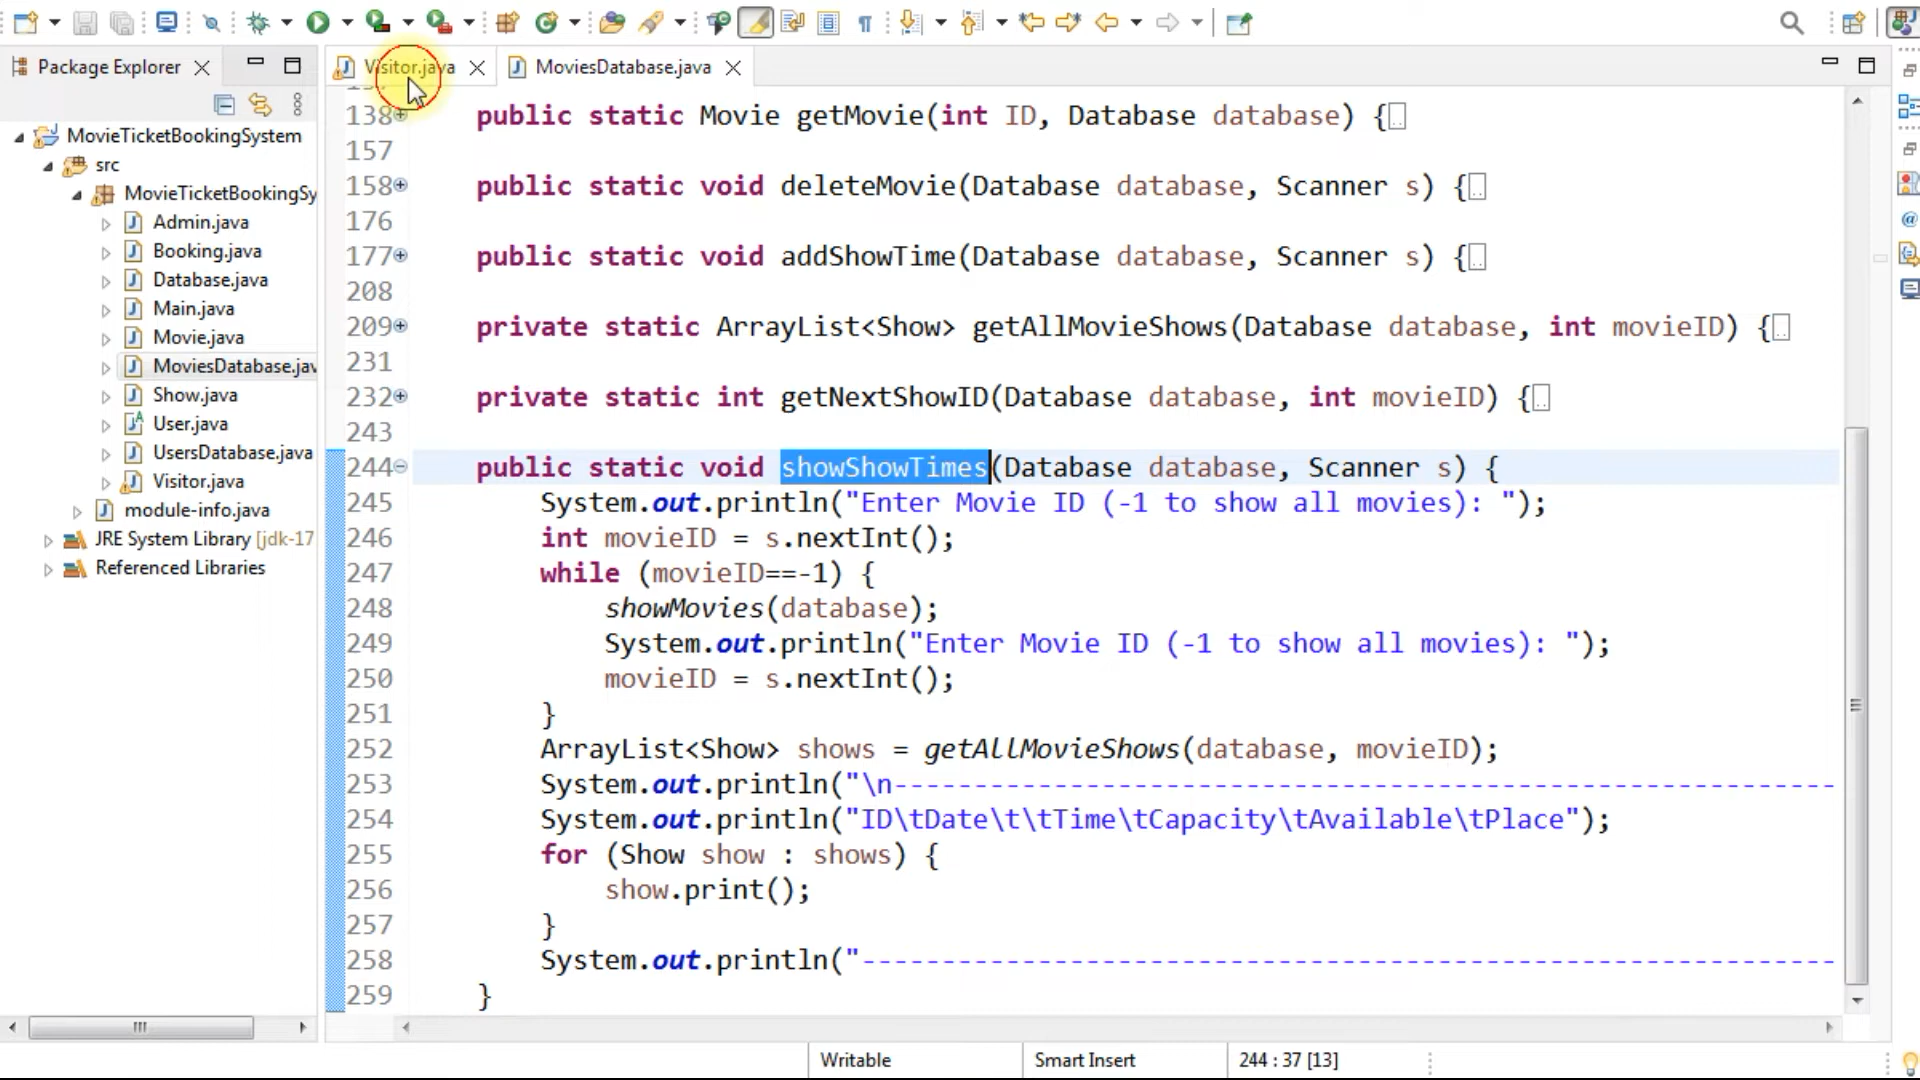 Package Explorer
MovieTicketBookingSystem
src
MovieTicketBookingSy
Admin.java
Booking.java
Database.java
Main.java
Movie.java
MoviesDatabase.jav
Show.java
User.java
UsersDatabase.java
Visitor.java
module-info.java
JRE System Library [jdk-17
Referenced Libraries
Visitor.java MoviesDatabase.java
138 public static Movie getMovie(int ID, Database database) {
157
158 public static void deleteMovie(Database database, Scanner s) {
176
177 public static void addShowTime(Database database, Scanner s) {
208
209 private static ArrayList<Show> getAllMovieShows(Database database, int movieID) {
231
232 private static int getNextShowID(Database database, int movieID) {
243
244 public static void showShowTimes(Database database, Scanner s) {
245 System.out.println("Enter Movie ID (-1 to show all movies): ");
246 int movieID = s.nextInt();
247 while (movieID==-1) {
248 showMovies(database);
249 System.out.println("Enter Movie ID (-1 to show all movies): ");
250 movieID = s.nextInt();
251 }
252 ArrayList<Show> shows = getAllMovieShows(database, movieID);
253 System.out.println("\n-----------------------------------------------------------
254 System.out.println("ID\tDate\t\tTime\tCapacity\tAvailable\tPlace");
255 for (Show show : shows) {
256 show.print();
257 }
258 System.out.println("-------------------------------------------------------------
259 }
Writable Smart Insert 244 : 37 [13]